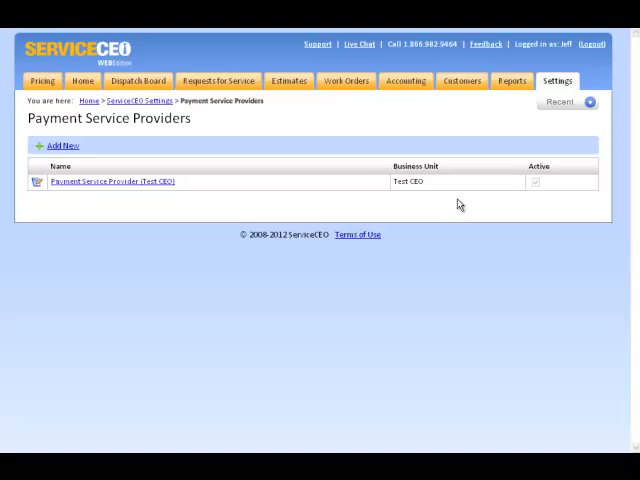 SERVICECEO
WEBEdition
Support | Live Chat | Call 1.866.982.9464 | Feedback | Logged in as: Jeff (Logout)
Pricing Home Dispatch Board Requests for Service Estimates Work Orders Accounting Customers Reports Settings
You are here: Home > ServiceCEO Settings > Payment Service Providers
Recent
Payment Service Providers
Add New
Name Business Unit Active
Payment Service Provider (Test CEO) Test CEO
© 2008-2012 ServiceCEO Terms of Use